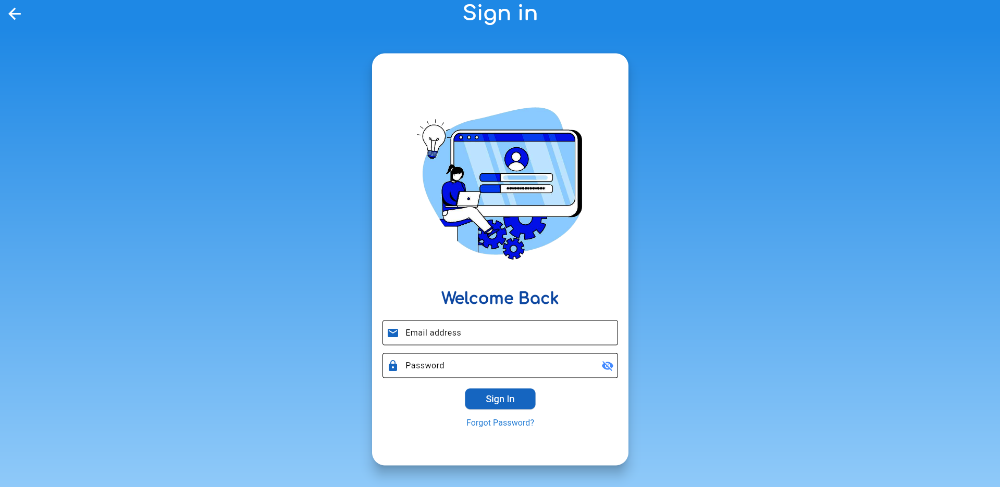 Sign in
Welcome Back
Email address
Password
Sign In
Forgot Password?